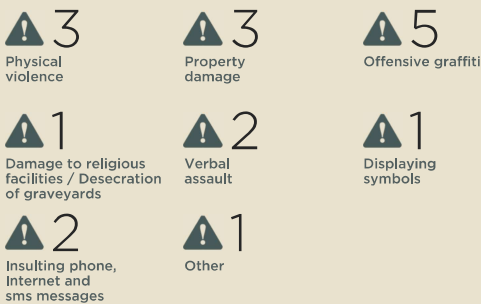 3
Physical
violence
3
Property
damage
5
Offensive graffiti
1
Damage to religious
facilities / Desecration
of graveyards
2
Verbal
assault
1
Displaying
symbols
2
Insulting phone,
Internet and
sms messages
1
Other